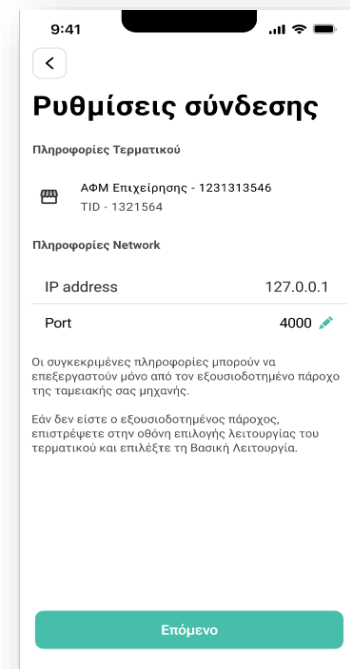 9:41
Ρυθμίσεις σύνδεσης
Πληροφορίες Τερματικού
ΑΦΜ Επιχείρησης - 1231313546
TID - 1321564
Πληροφορίες Network
IP address 127.0.0.1
Port 4000
Οι συγκεκριμένες πληροφορίες μπορούν να
επεξεργαστούν μόνο από τον εξουσιοδοτημένο πάροχο
της ταμειακής σας μηχανής.
Εάν δεν είστε ο εξουσιοδοτημένος πάροχος,
επιστρέψετε στην οθόνη επιλογής λειτουργίας του
τερματικού και επιλέξτε τη Βασική Λειτουργία.
Επόμενο